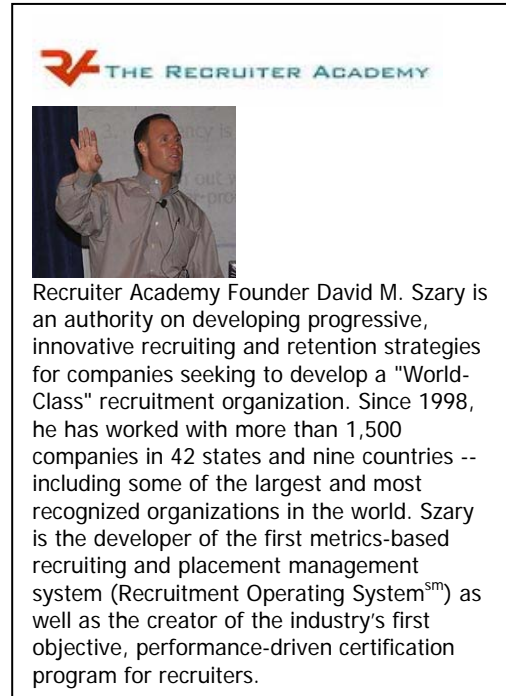 THE RECRUITER ACADEMY
Recruiter Academy Founder David M. Szary is
an authority on developing progressive,
innovative recruiting and retention strategies
for companies seeking to develop a "World-
Class" recruitment organization. Since 1998,
he has worked with more than 1,500
companies in 42 states and nine countries --
including some of the largest and most
recognized organizations in the world. Szary
is the developer of the first metrics-based
recruiting and placement management
system (Recruitment Operating System℠) as
well as the creator of the industry's first
objective, performance-driven certification
program for recruiters.